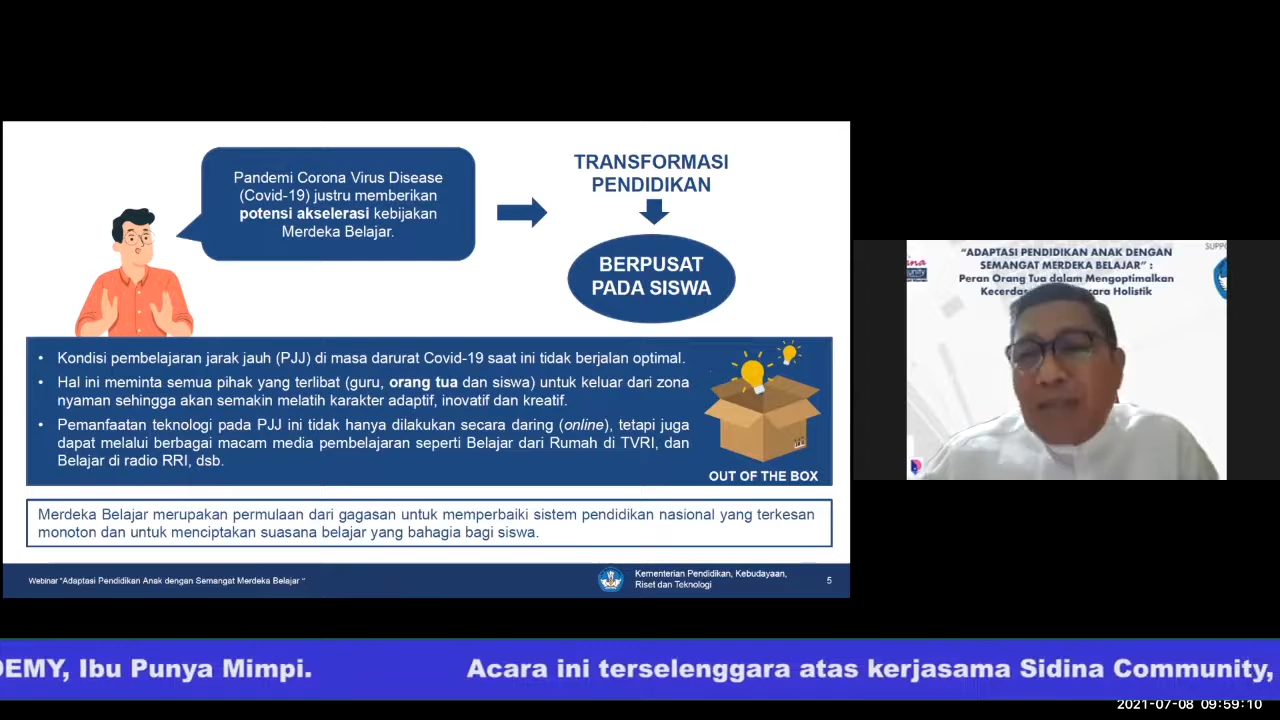 Pandemi Corona Virus Disease
(Covid-19) justru memberikan
potensi akselerasi kebijakan
Merdeka Belajar.
TRANSFORMASI
PENDIDIKAN
BERPUSAT
PADA SISWA
• Kondisi pembelajaran jarak jauh (PJJ) di masa darurat Covid-19 saat ini tidak berjalan optimal.
• Hal ini meminta semua pihak yang terlibat (guru, orang tua dan siswa) untuk keluar dari zona
nyaman sehingga akan semakin melatih karakter adaptif, inovatif dan kreatif.
• Pemanfaatan teknologi pada PJJ ini tidak hanya dilakukan secara daring (online), tetapi juga
dapat melalui berbagai macam media pembelajaran seperti Belajar dari Rumah di TVRI, dan
Belajar di radio RRI, dsb.
OUT OF THE BOX
Merdeka Belajar merupakan permulaan dari gagasan untuk memperbaiki sistem pendidikan nasional yang terkesan
monoton dan untuk menciptakan suasana belajar yang bahagia bagi siswa.
Webinar "Adaptasi Pendidikan Anak dengan Semangat Merdeka Belajar "
Kementerian Pendidikan, Kebudayaan,
Riset dan Teknologi
5
"ADAPTASI PENDIDIKAN ANAK DENGAN
SEMANGAT MERDEKA BELAJAR" :
Peran Orang Tua dalam Mengoptimalkan
Holistik
SUPPO
DEMY, Ibu Punya Mimpi.
Acara ini terselenggara atas kerjasama Sidina Community,
2021-07-08 09:59:10